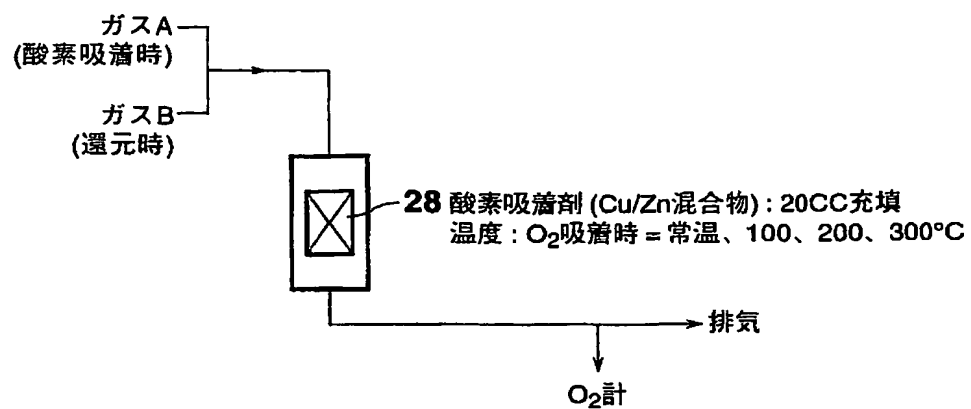 ガスA
(酸素吸着時)
ガスB
(還元時)
28 酸素吸着剤 (Cu/Zn混合物) : 20CC充填
温度 : O₂吸着時 = 常温、100、200、300°C
排気
O₂計